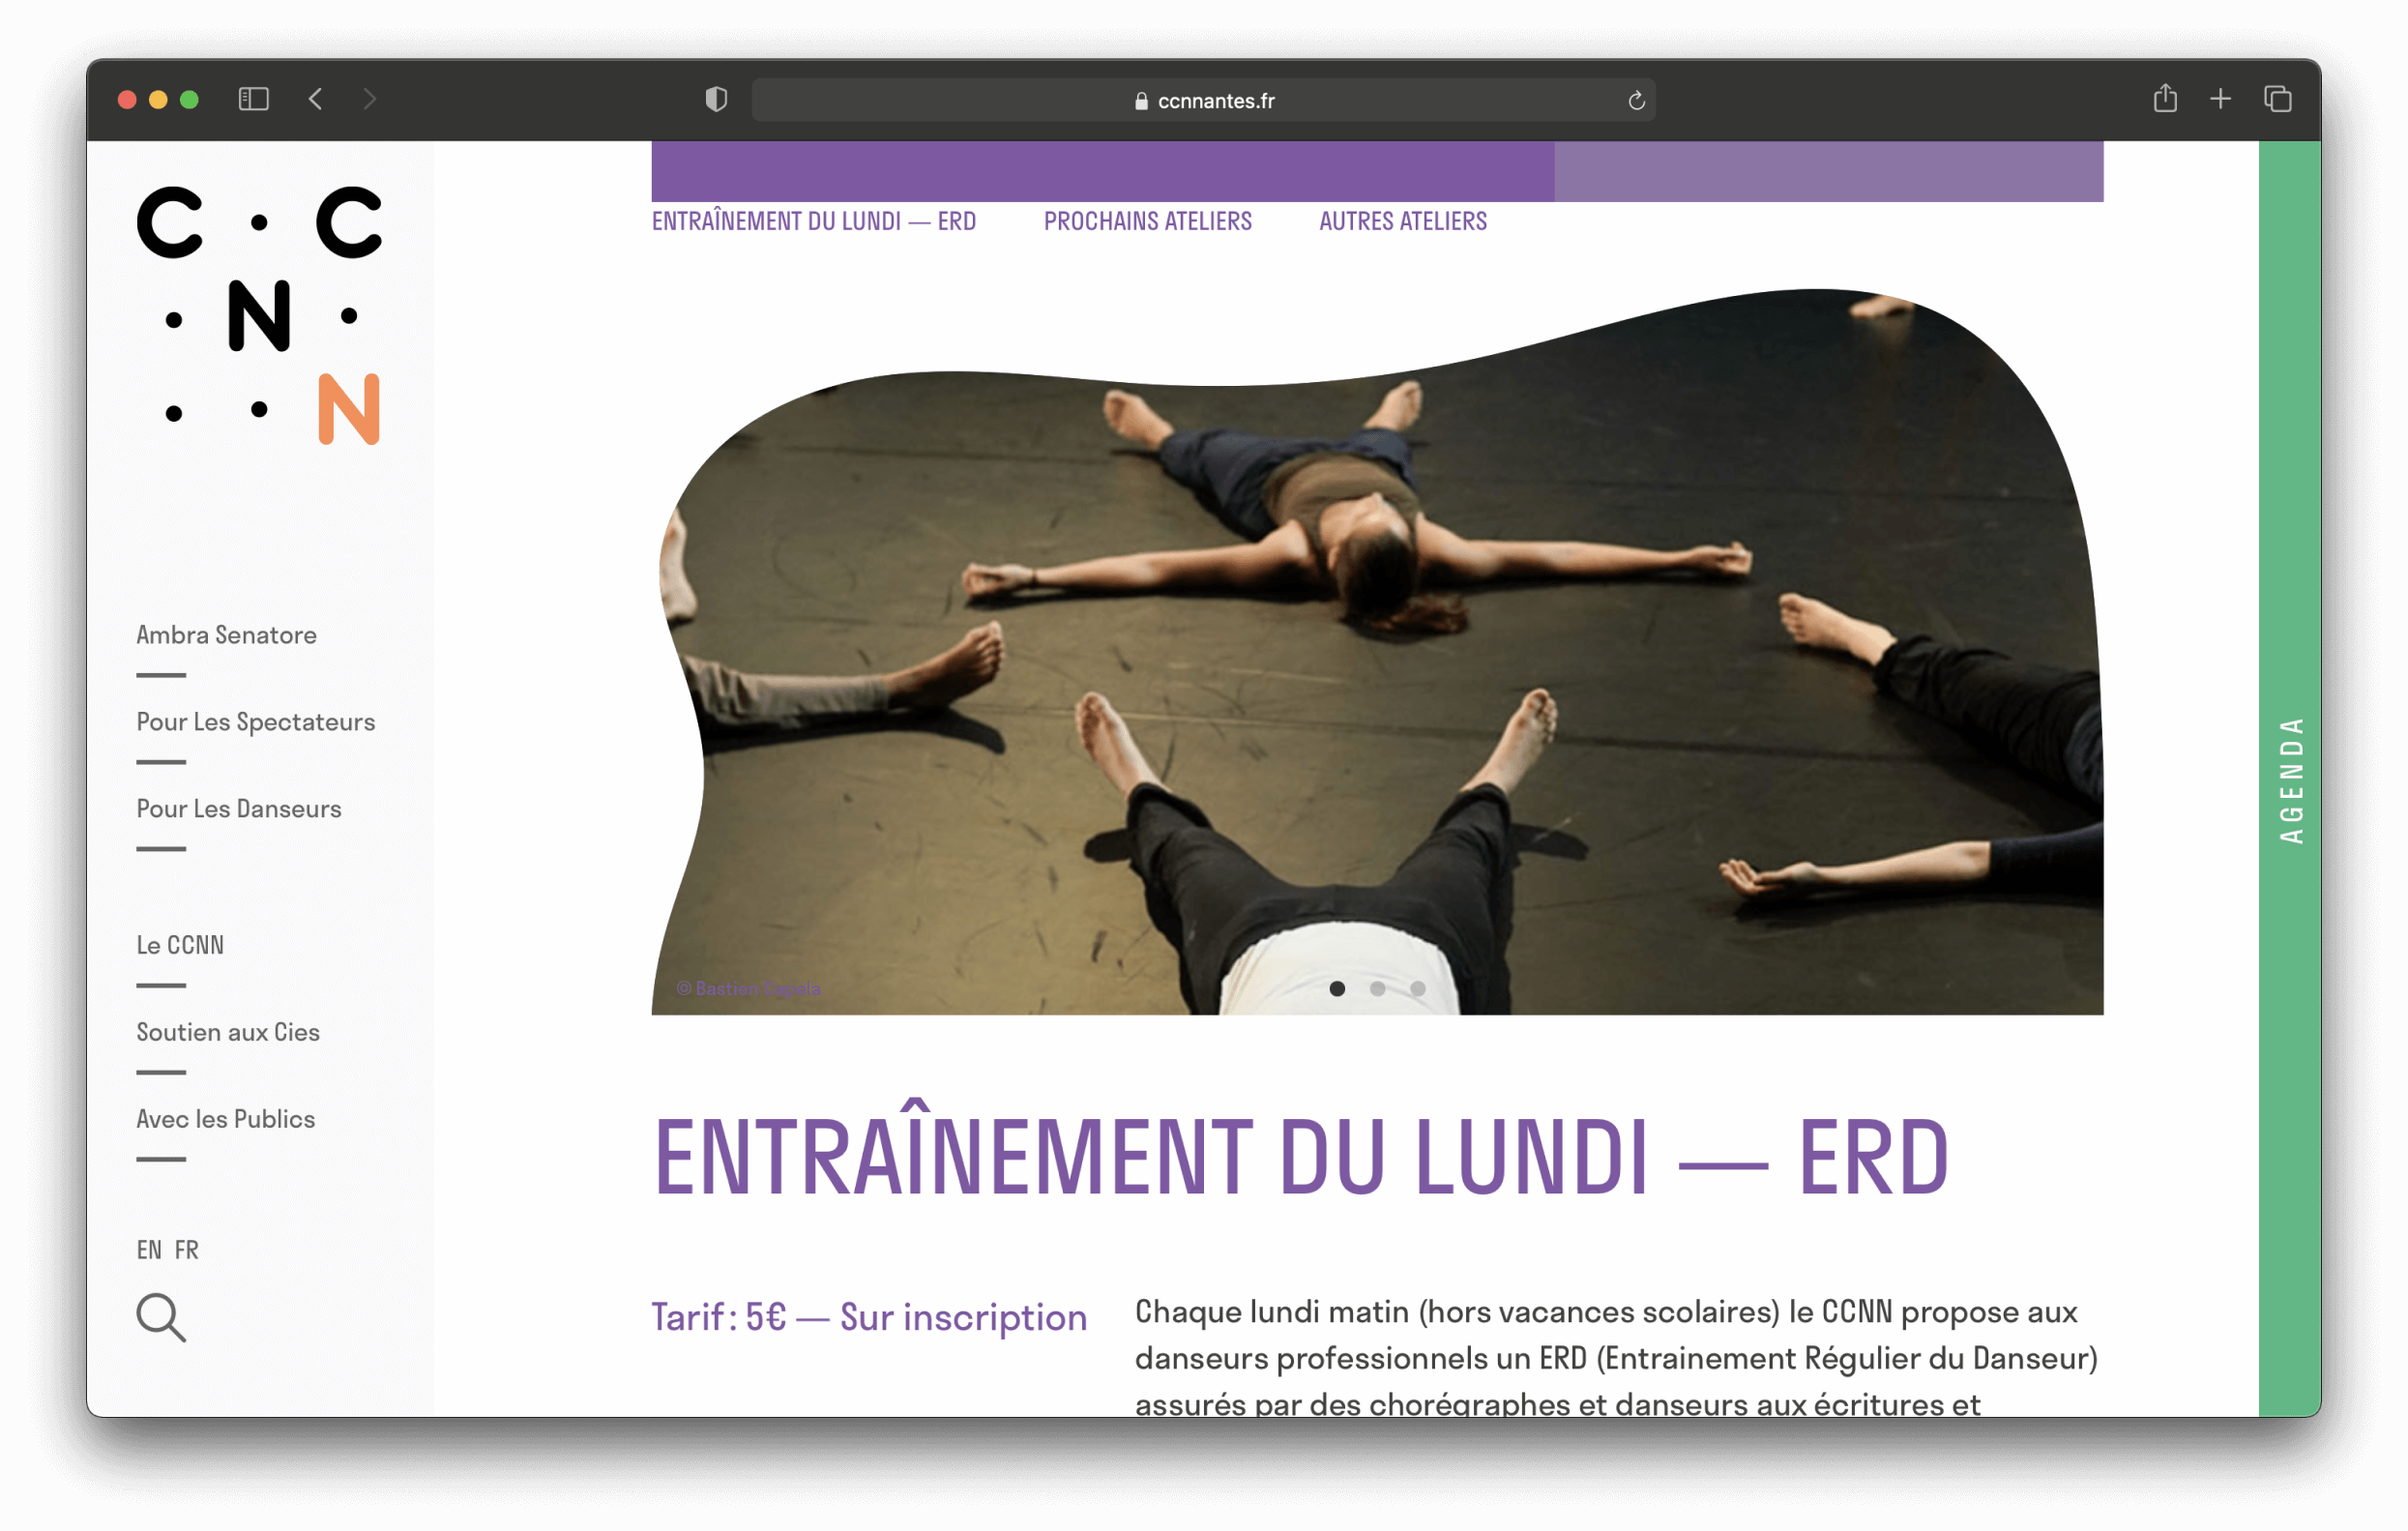 ccnnantes.fr
C · C
· N ·
· · N
Ambra Senatore
Pour Les Spectateurs
Pour Les Danseurs
Le CCNN
Soutien aux Cies
Avec les Publics
EN FR
ENTRAÎNEMENT DU LUNDI — ERD
PROCHAINS ATELIERS
AUTRES ATELIERS
© Bastien Capela
ENTRAÎNEMENT DU LUNDI — ERD
Tarif : 5€ — Sur inscription
Chaque lundi matin (hors vacances scolaires) le CCNN propose aux
danseurs professionnels un ERD (Entrainement Régulier du Danseur)
assurés par des chorégraphes et danseurs aux écritures et
AGENDA